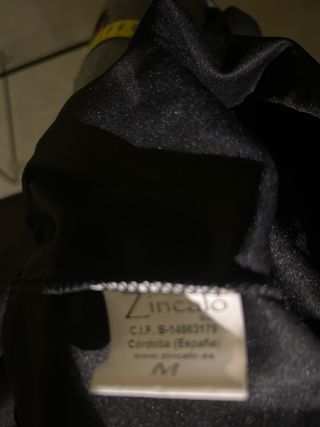 Zincalo
C.I.F. B-14863179
Córdoba (España)
www.zincalo.es
M